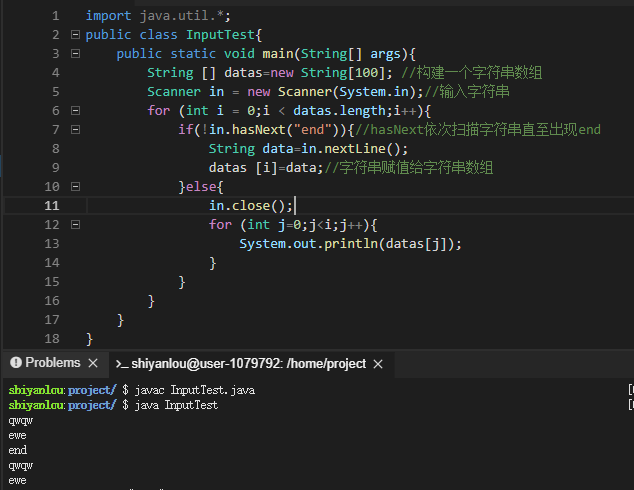 1 import java.util.*;
2 public class InputTest{
3 public static void main(String[] args){
4 String [] datas=new String[100]; //构建一个字符串数组
5 Scanner in = new Scanner(System.in);//输入字符串
6 for (int i = 0;i < datas.length;i++){
7 if(!in.hasNext("end")){//hasNext依次扫描字符串直至出现end
8 String data=in.nextLine();
9 datas [i]=data;//字符串赋值给字符串数组
10 }else{
11 in.close();
12 for (int j=0;j<i;j++){
13 System.out.println(datas[j]);
14 }
15 }
16 }
17 }
18 }
Problems
shiyanlou@user-1079792: /home/project
shiyanlou:project/ $ javac InputTest.java
shiyanlou:project/ $ java InputTest
qwqw
ewe
end
qwqw
ewe